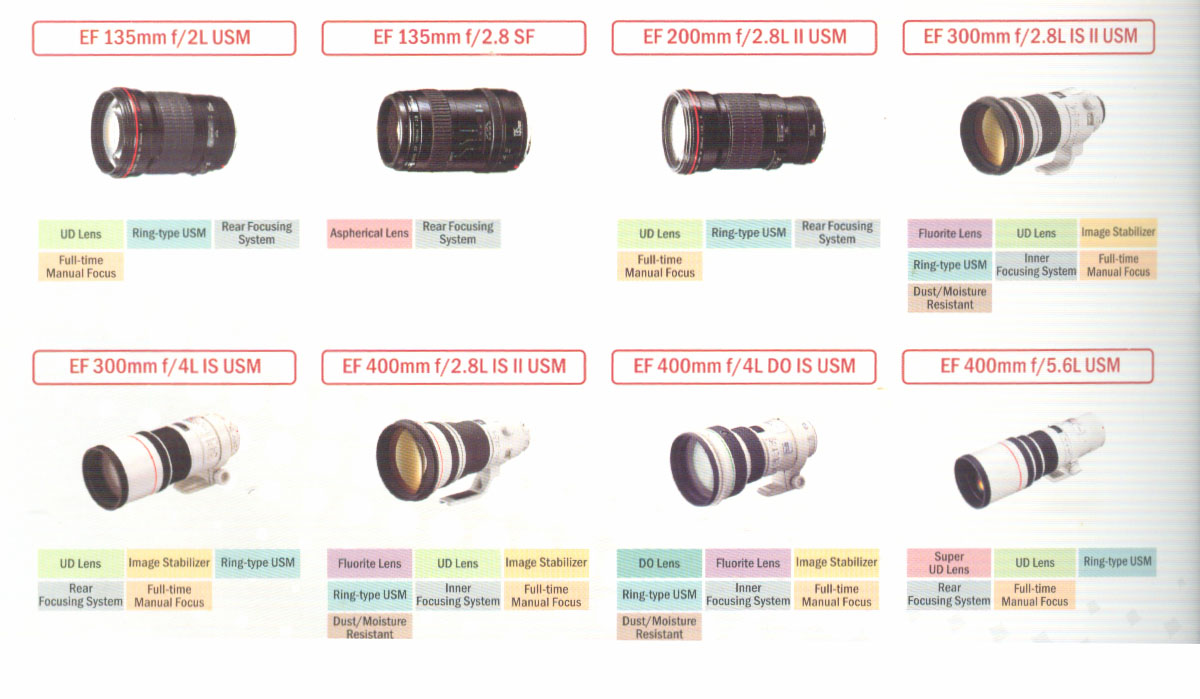 EF 135mm f/2L USM
EF 135mm f/2.8 SF
EF 200mm f/2.8L II USM
EF 300mm f/2.8L IS II USM
UD Lens
Ring-type USM
Rear Focusing
System
Full-time
Manual Focus
Aspherical Lens
Rear Focusing
System
UD Lens
Ring-type USM
Rear Focusing
System
Full-time
Manual Focus
Fluorite Lens
UD Lens
Image Stabilizer
Ring-type USM
Inner
Focusing System
Full-time
Manual Focus
Dust/Moisture
Resistant
EF 300mm f/4L IS USM
EF 400mm f/2.8L IS II USM
EF 400mm f/4L DO IS USM
EF 400mm f/5.6L USM
UD Lens
Image Stabilizer
Ring-type USM
Rear
Focusing System
Full-time
Manual Focus
Fluorite Lens
UD Lens
Image Stabilizer
Ring-type USM
Inner
Focusing System
Full-time
Manual Focus
Dust/Moisture
Resistant
DO Lens
Fluorite Lens
Image Stabilizer
Ring-type USM
Inner
Focusing System
Full-time
Manual Focus
Dust/Moisture
Resistant
Super
UD Lens
UD Lens
Ring-type USM
Rear
Focusing System
Full-time
Manual Focus